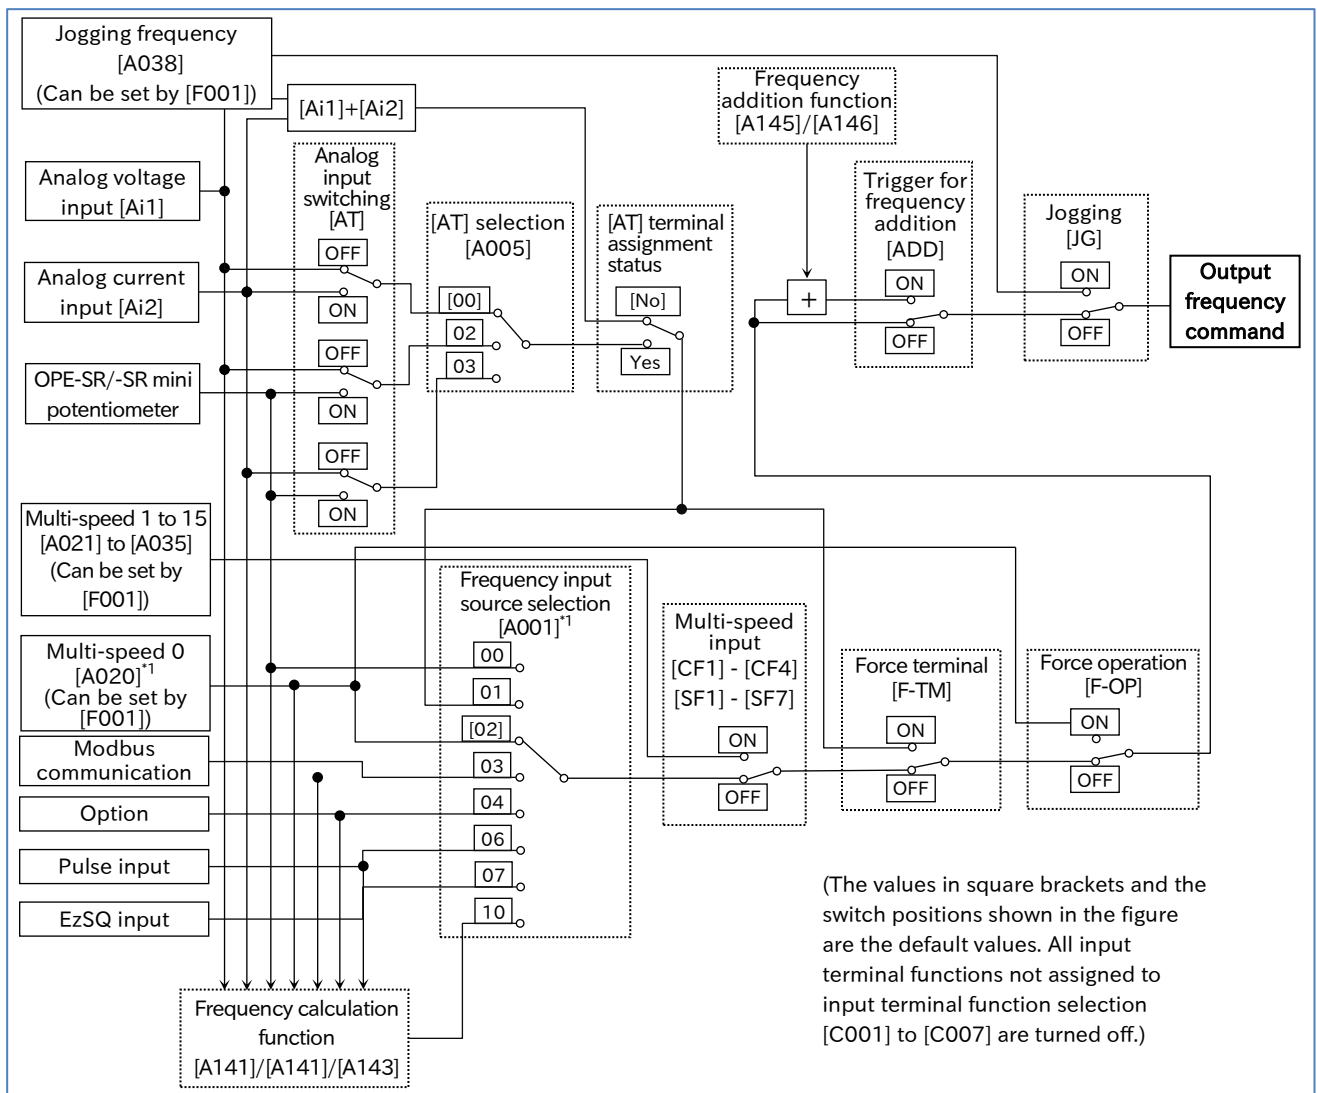 Jogging frequency
[A038]
(Can be set by [F001])
[Ai1]+[Ai2]
Frequency
addition function
[A145]/[A146]
Analog voltage
input [Ai1]
Analog current
input [Ai2]
OPE-SR/-SR mini
potentiometer
Analog
input
switching
[AT]
OFF
ON
OFF
ON
OFF
ON
[AT] selection
[A005]
[00]
02
03
[AT] terminal
assignment
status
[No]
Yes
+
Trigger for
frequency
addition
[ADD]
ON
OFF
Jogging
[JG]
ON
OFF
Output
frequency
command
Multi-speed 1 to 15
[A021] to [A035]
(Can be set by
[F001])
Multi-speed 0
[A020]*1
(Can be set by
[F001])
Modbus
communication
Option
Pulse input
EzSQ input
Frequency input
source selection
[A001]*1
00
01
[02]
03
04
06
07
10
Multi-speed
input
[CF1] - [CF4]
[SF1] - [SF7]
ON
OFF
Force terminal
[F-TM]
ON
OFF
Force operation
[F-OP]
ON
OFF
Frequency calculation
function
[A141]/[A141]/[A143]
(The values in square brackets and the
switch positions shown in the figure
are the default values. All input
terminal functions not assigned to
input terminal function selection
[C001] to [C007] are turned off.)